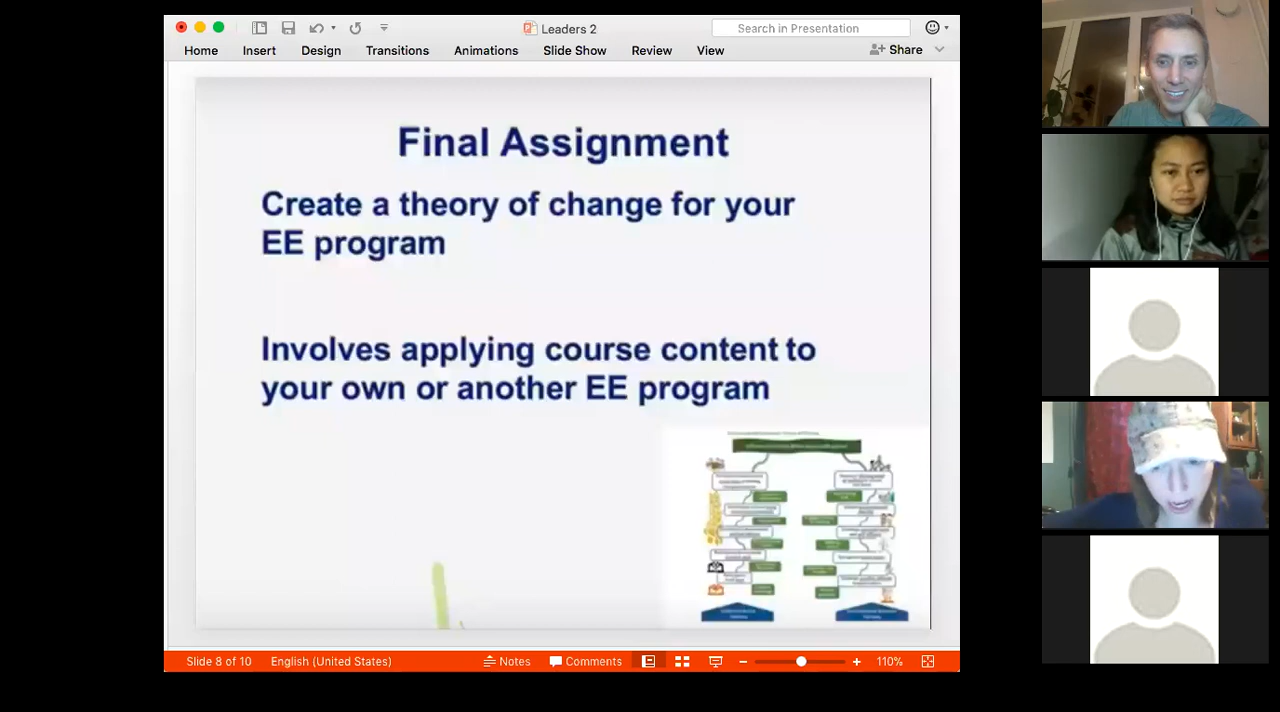 Leaders 2
Search in Presentation
Home Insert Design Transitions Animations Slide Show Review View Share
Final Assignment
Create a theory of change for your
EE program
Involves applying course content to
your own or another EE program
Slide 8 of 10 English (United States) Notes Comments 110%